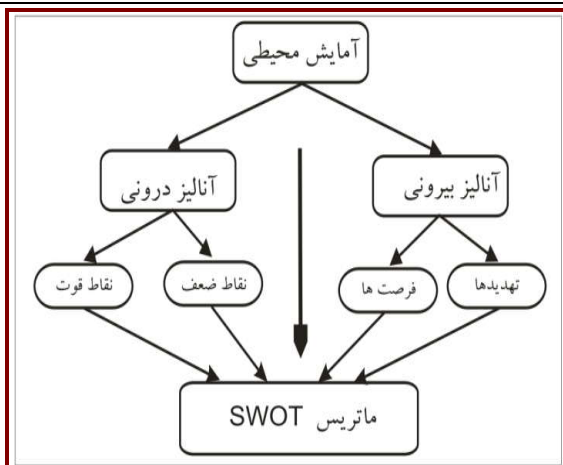 آمایش محیطی
آنالیز بیرونی
آنالیز درونی
تهدیدها
فرصت ها
نقاط ضعف
نقاط قوت
ماتریس SWOT